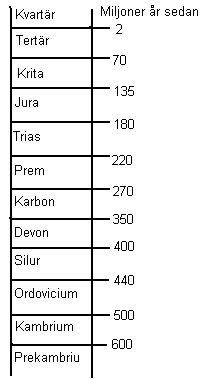 Kvartär
Miljoner år sedan
2
Tertär
70
Krita
135
Jura
180
Trias
220
Prem
270
Karbon
350
Devon
400
Silur
440
Ordovicium
500
Kambrium
600
Prekambriu